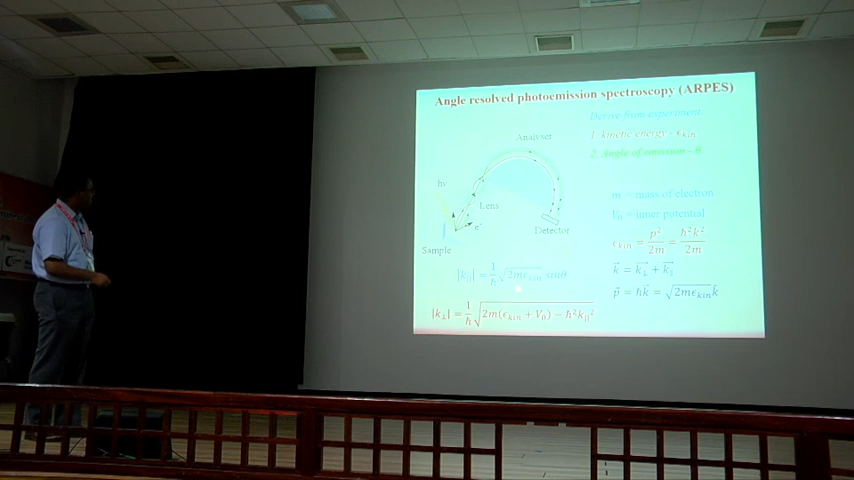 Angle resolved photoemission spectroscopy (ARPES)
Derive from experiment
1. kinetic energy - ϵ_kin
2. Angle of emission - θ
Analyser
hν
Lens
e⁻
Sample
Detector
m = mass of electron
V₀ = inner potential
ϵ_kin = p²/2m = ℏ²k²/2m
k⃗ = k⃗_⊥ + k⃗_∥
p⃗ = ℏk⃗ = √(2mϵ_kin) k̂
|k_∥| = 1/ℏ √(2mϵ_kin) sinθ
|k_⊥| = 1/ℏ √(2m(ϵ_kin + V₀) − ℏ²k_∥²)